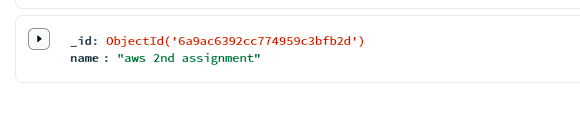 _id: ObjectId('6a9ac6392cc774959c3bfb2d')
name : "aws 2nd assignment"